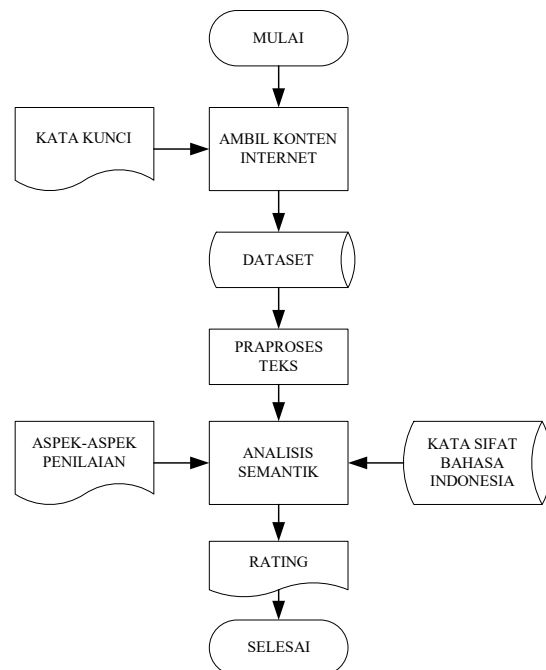 MULAI
KATA KUNCI
AMBIL KONTEN
INTERNET
DATASET
PRAPROSES
TEKS
ASPEK-ASPEK
PENILAIAN
ANALISIS
SEMANTIK
KATA SIFAT
BAHASA
INDONESIA
RATING
SELESAI